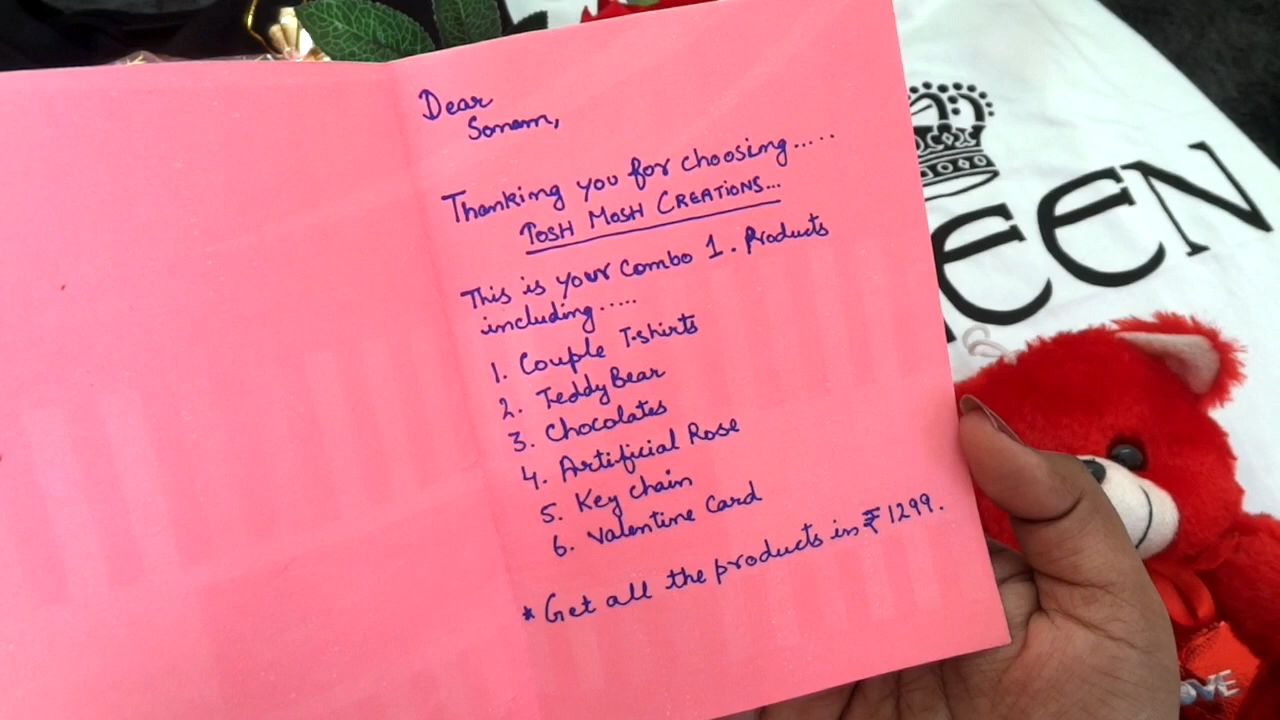 Dear
Sonam,
Thanking you for choosing.....
POSH MOSH CREATIONS...
This is your Combo 1. Products
including.....
1. Couple T-shirts
2. Teddy Bear
3. Chocolates
4. Artificial Rose
5. Key chain
6. Valentine Card
* Get all the products in ₹ 1299.
EEN